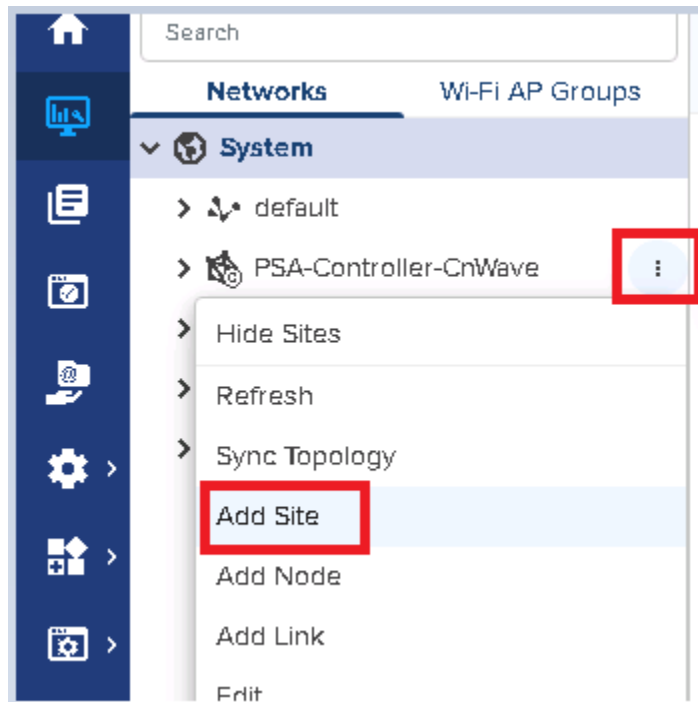 Search
Networks Wi-Fi AP Groups
System
default
PSA-Controller-CnWave
Hide Sites
Refresh
Sync Topology
Add Site
Add Node
Add Link
Edit